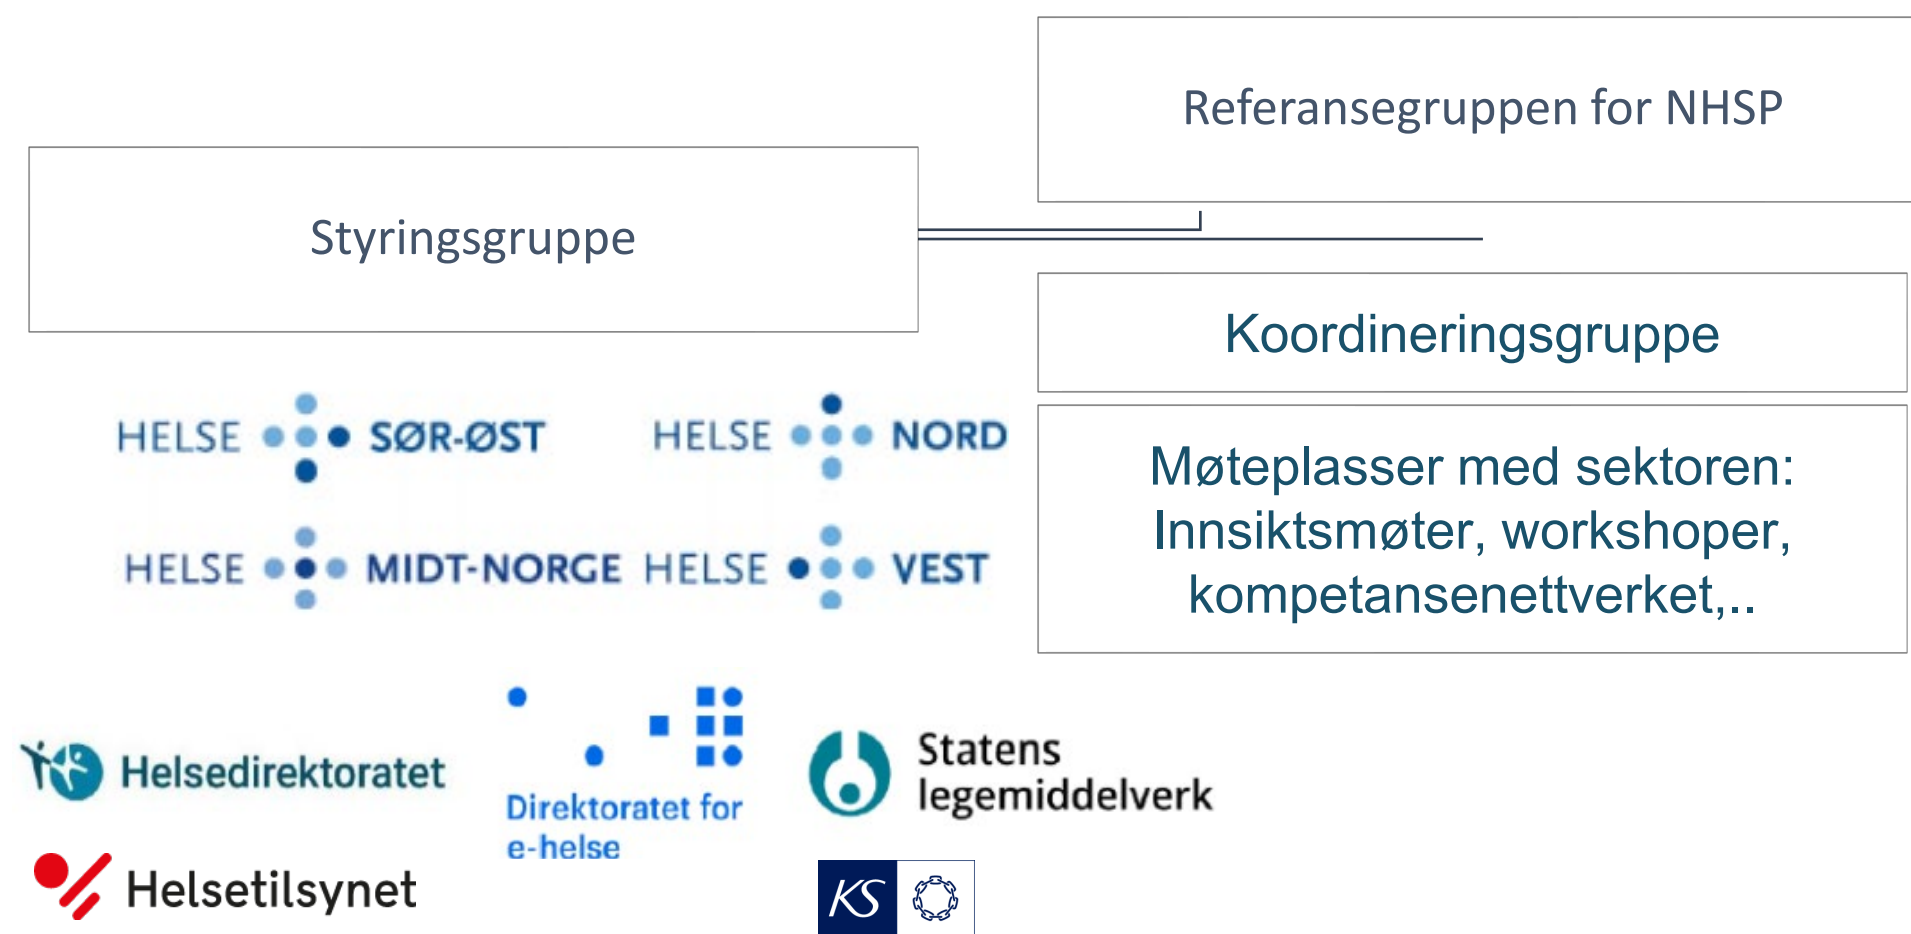 Referansegruppen for NHSP
Styringsgruppe
Koordineringsgruppe
Møteplasser med sektoren:
Innsiktsmøter, workshoper,
kompetansenettverket,..
HELSE SØR-ØST
HELSE NORD
HELSE MIDT-NORGE
HELSE VEST
Helsedirektoratet
Direktoratet for
e-helse
Statens
legemiddelverk
Helsetilsynet
KS